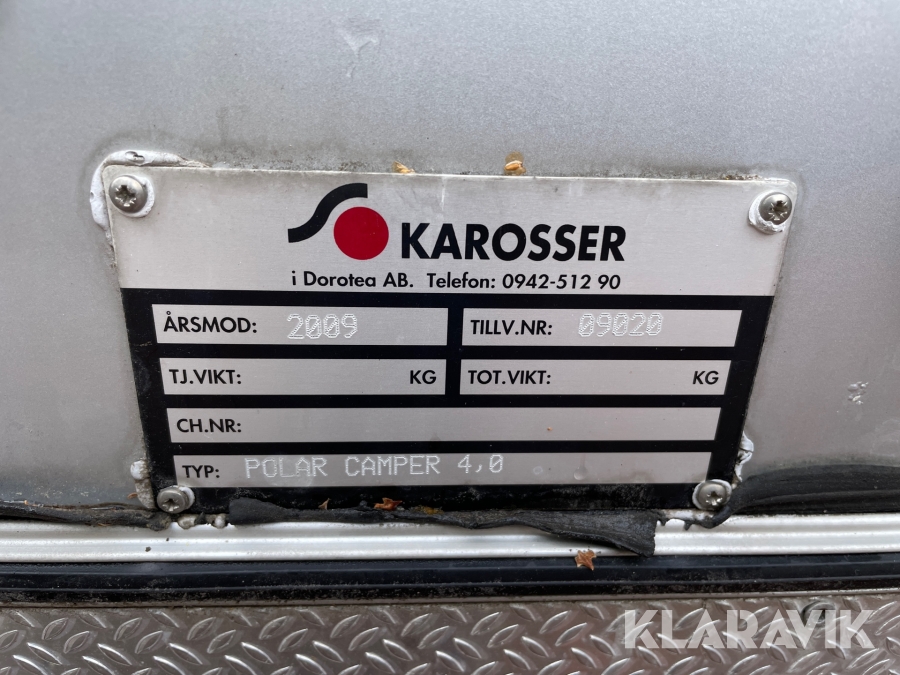 KAROSSER
i Dorotea AB. Telefon: 0942-512 90
ÅRSMOD: 2009 TILLV.NR: 09020
TJ.VIKT: KG TOT.VIKT: KG
CH.NR:
TYP: POLAR CAMPER 4,0
KLARAVIK